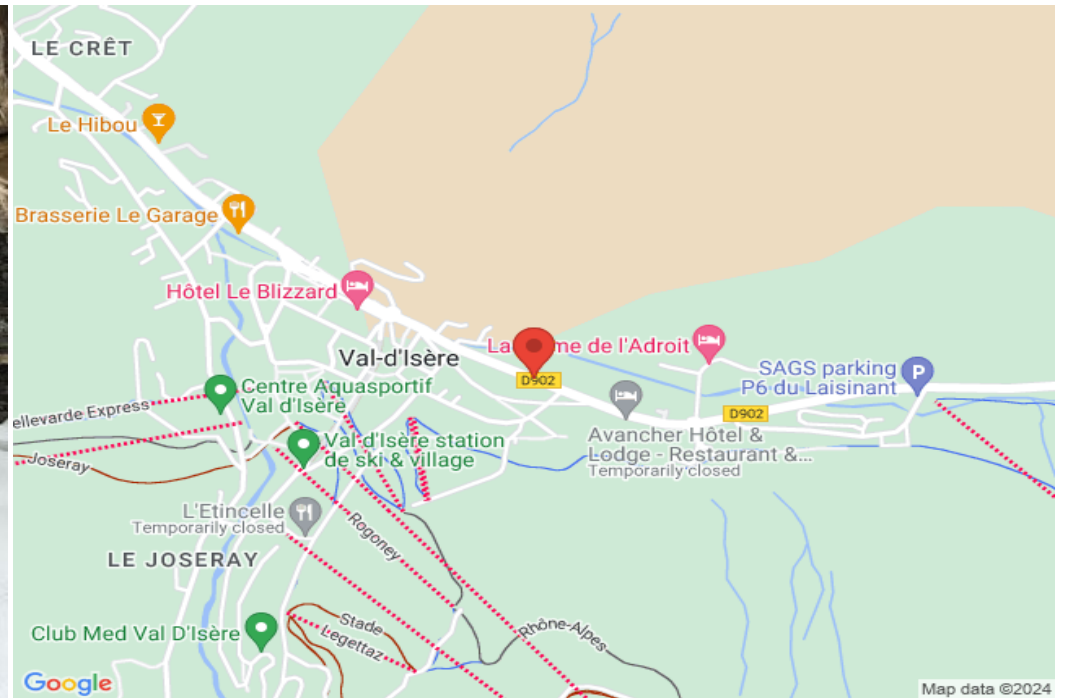 LE CRÊT
Le Hibou
Brasserie Le Garage
Hôtel Le Blizzard
Val-d'Isère
me de l'Adroit
D902
SAGS parking
P6 du Laisinant
P
D902
Centre Aquasportif
Val d'Isère
ellevarde Express
Joseray
Val d'Isère station
de ski & village
Avancher Hôtel &
Lodge - Restaurant &...
Temporarily closed
L'Etincelle
Temporarily closed
Rogoney
LE JOSERAY
Club Med Val D'Isère
Stade
Legettaz
Rhône-Alpes
Google
Map data ©2024